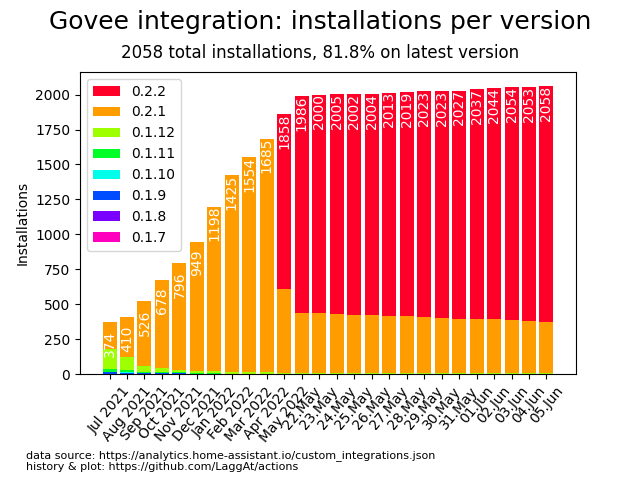 Govee integration: installations per version
2058 total installations, 81.8% on latest version
Installations
2000
1750
1500
1250
1000
750
500
250
0
0.2.2
0.2.1
0.1.12
0.1.11
0.1.10
0.1.9
0.1.8
0.1.7
374
410
526
678
796
949
1198
1425
1554
1685
1858
1986
2000
2005
2002
2004
2013
2019
2023
2023
2027
2037
2044
2054
2053
2058
Jul 2021
Aug 2021
Sep 2021
Oct 2021
Nov 2021
Dec 2021
Jan 2022
Feb 2022
Mar 2022
Apr 2022
May 2022
22.May
23.May
24.May
25.May
26.May
27.May
28.May
29.May
30.May
31.May
01.Jun
02.Jun
03.Jun
04.Jun
05.Jun
data source: https://analytics.home-assistant.io/custom_integrations.json
history & plot: https://github.com/LaggAt/actions